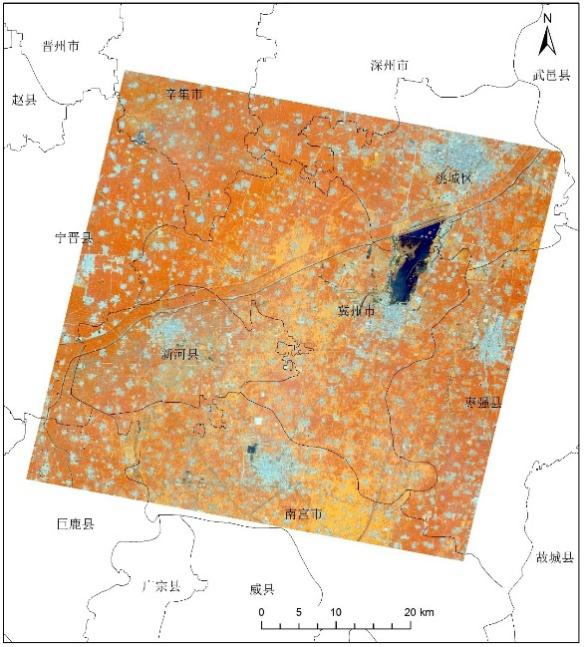 N
晋州市
深州市
武邑县
辛集市
赵县
桃城区
宁晋县
冀州市
新河县
枣强县
南宫市
巨鹿县
故城县
广宗县
威县
0 5 10 20 km